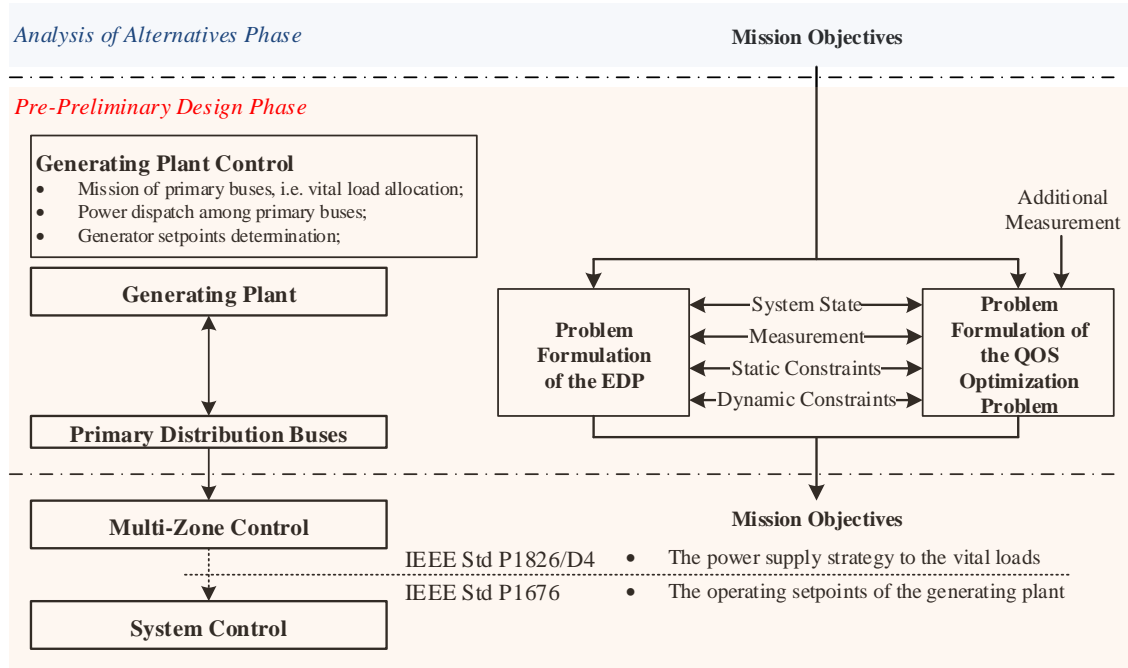 Analysis of Alternatives Phase
Mission Objectives
Pre-Preliminary Design Phase
Generating Plant Control
• Mission of primary buses, i.e. vital load allocation;
• Power dispatch among primary buses;
• Generator setpoints determination;
Additional
Measurement
Generating Plant
Problem
Formulation
of the EDP
System State
Measurement
Static Constraints
Dynamic Constraints
Problem
Formulation of
the QOS
Optimization
Problem
Primary Distribution Buses
Multi-Zone Control
Mission Objectives
IEEE Std P1826/D4 • The power supply strategy to the vital loads
IEEE Std P1676 • The operating setpoints of the generating plant
System Control